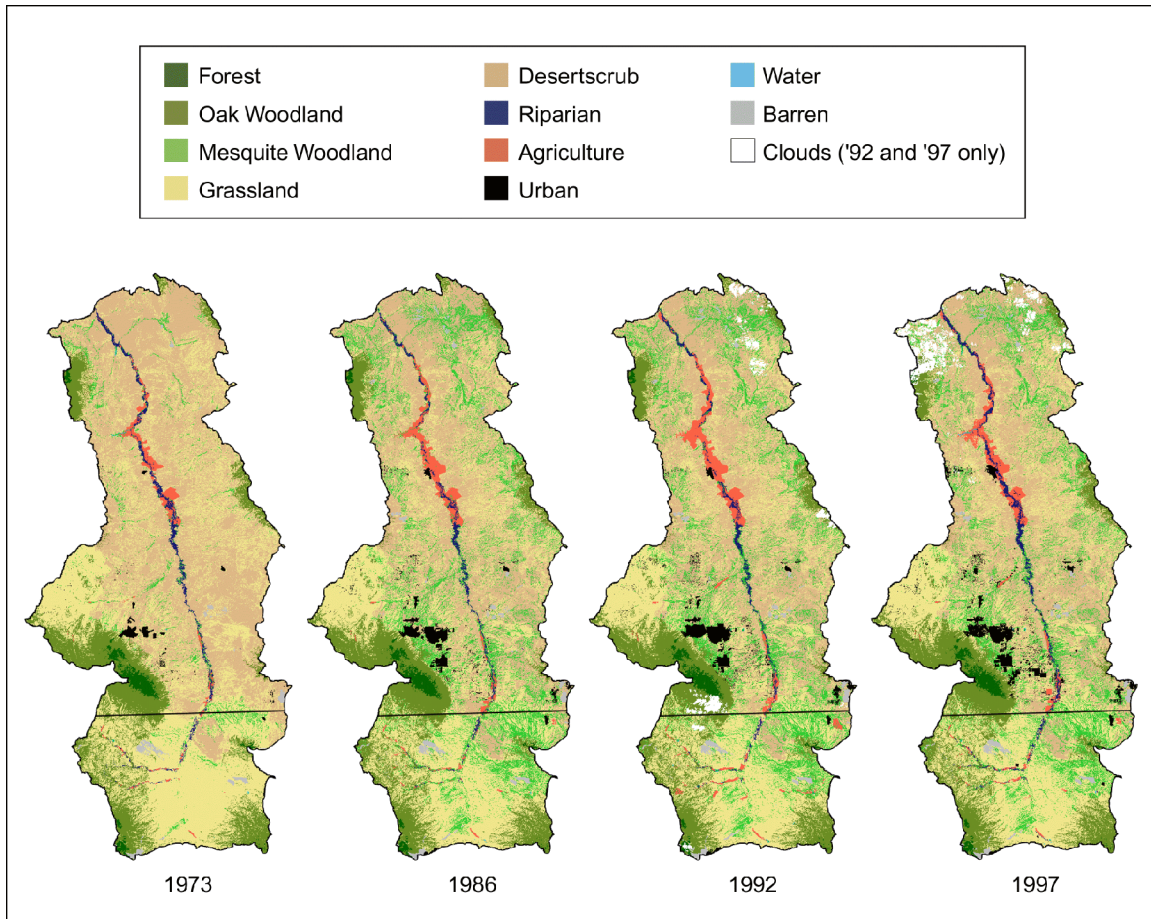 Forest
Oak Woodland
Mesquite Woodland
Grassland
Desertscrub
Riparian
Agriculture
Urban
Water
Barren
Clouds ('92 and '97 only)
1973
1986
1992
1997